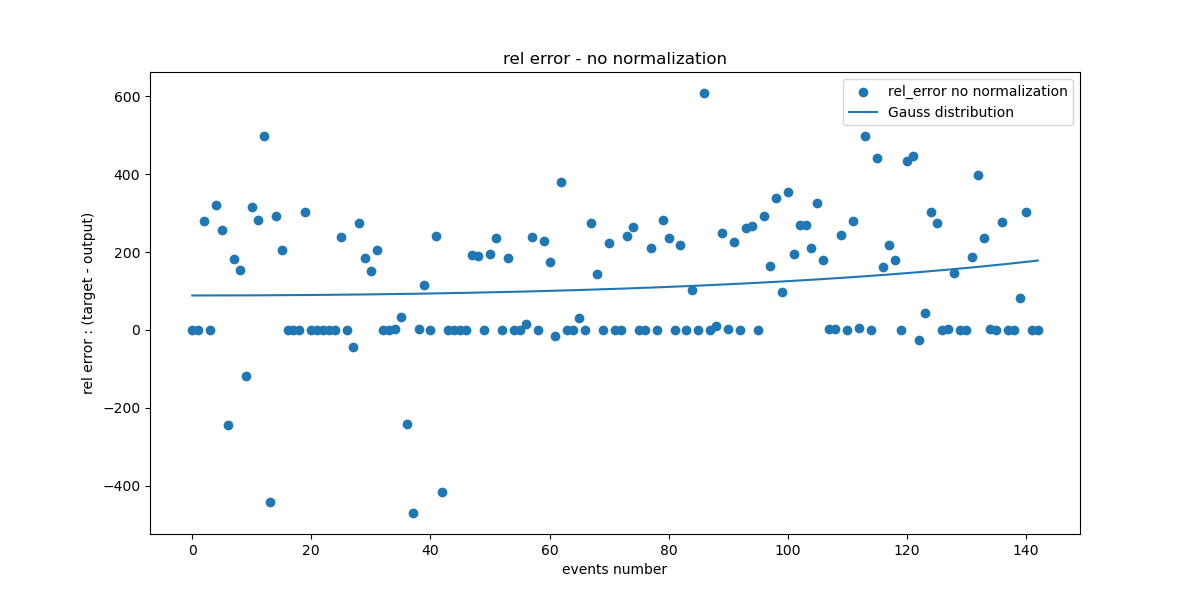 rel error - no normalization
rel_error no normalization
Gauss distribution
rel error : (target - output)
600
400
200
0
−200
−400
0
20
40
60
80
100
120
140
events number